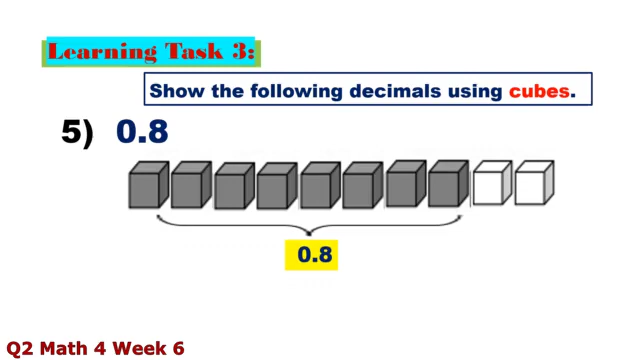 Learning Task 3:
Show the following decimals using cubes.
5) 0.8
0.8
Q2 Math 4 Week 6